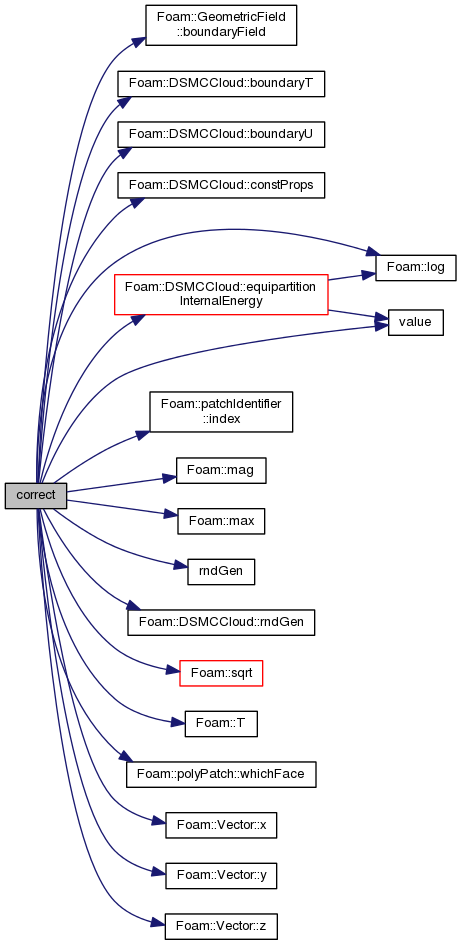 Foam::GeometricField
::boundaryField
Foam::DSMCCloud::boundaryT
Foam::DSMCCloud::boundaryU
Foam::DSMCCloud::constProps
Foam::log
Foam::DSMCCloud::equipartition
InternalEnergy
value
Foam::patchIdentifier
::index
Foam::mag
correct
Foam::max
rndGen
Foam::DSMCCloud::rndGen
Foam::sqrt
Foam::T
Foam::polyPatch::whichFace
Foam::Vector::x
Foam::Vector::y
Foam::Vector::z